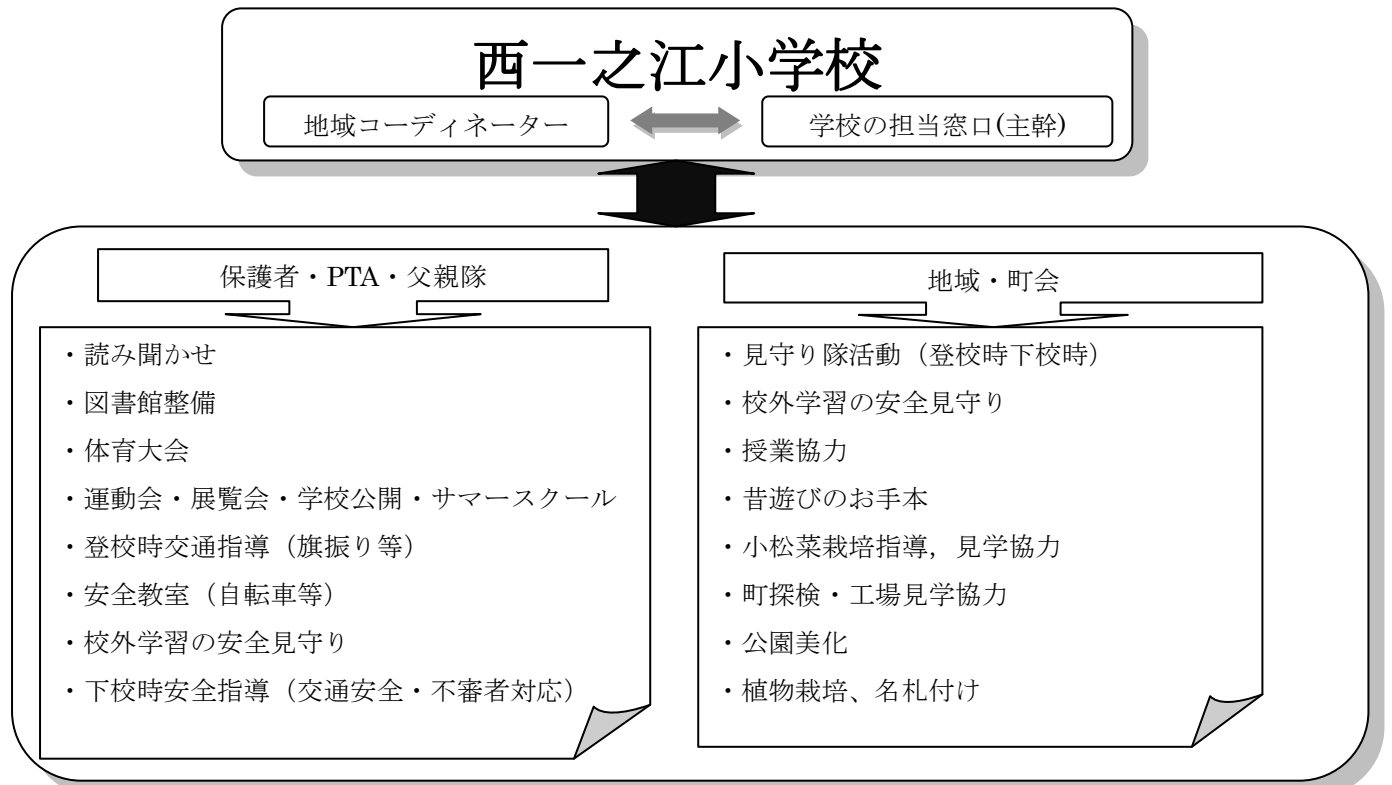 西一之江小学校
地域コーディネーター
学校の担当窓口(主幹)
保護者・PTA・父親隊
・読み聞かせ
・図書館整備
・体育大会
・運動会・展覧会・学校公開・サマースクール
・登校時交通指導（旗振り等）
・安全教室（自転車等）
・校外学習の安全見守り
・下校時安全指導（交通安全・不審者対応）
地域・町会
・見守り隊活動（登校時下校時）
・校外学習の安全見守り
・授業協力
・昔遊びのお手本
・小松菜栽培指導，見学協力
・町探検・工場見学協力
・公園美化
・植物栽培、名札付け